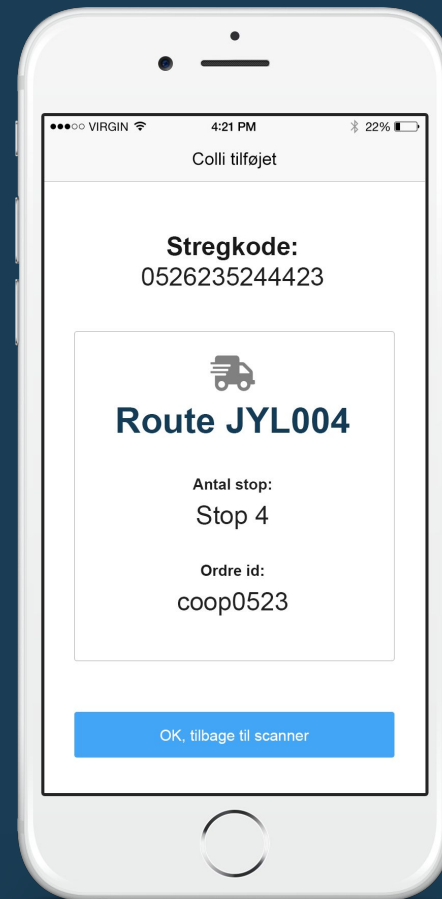 VIRGIN 4:21 PM 22%
Colli tilføjet
Stregkode:
0526235244423
Route JYL004
Antal stop:
Stop 4
Ordre id:
coop0523
OK, tilbage til scanner